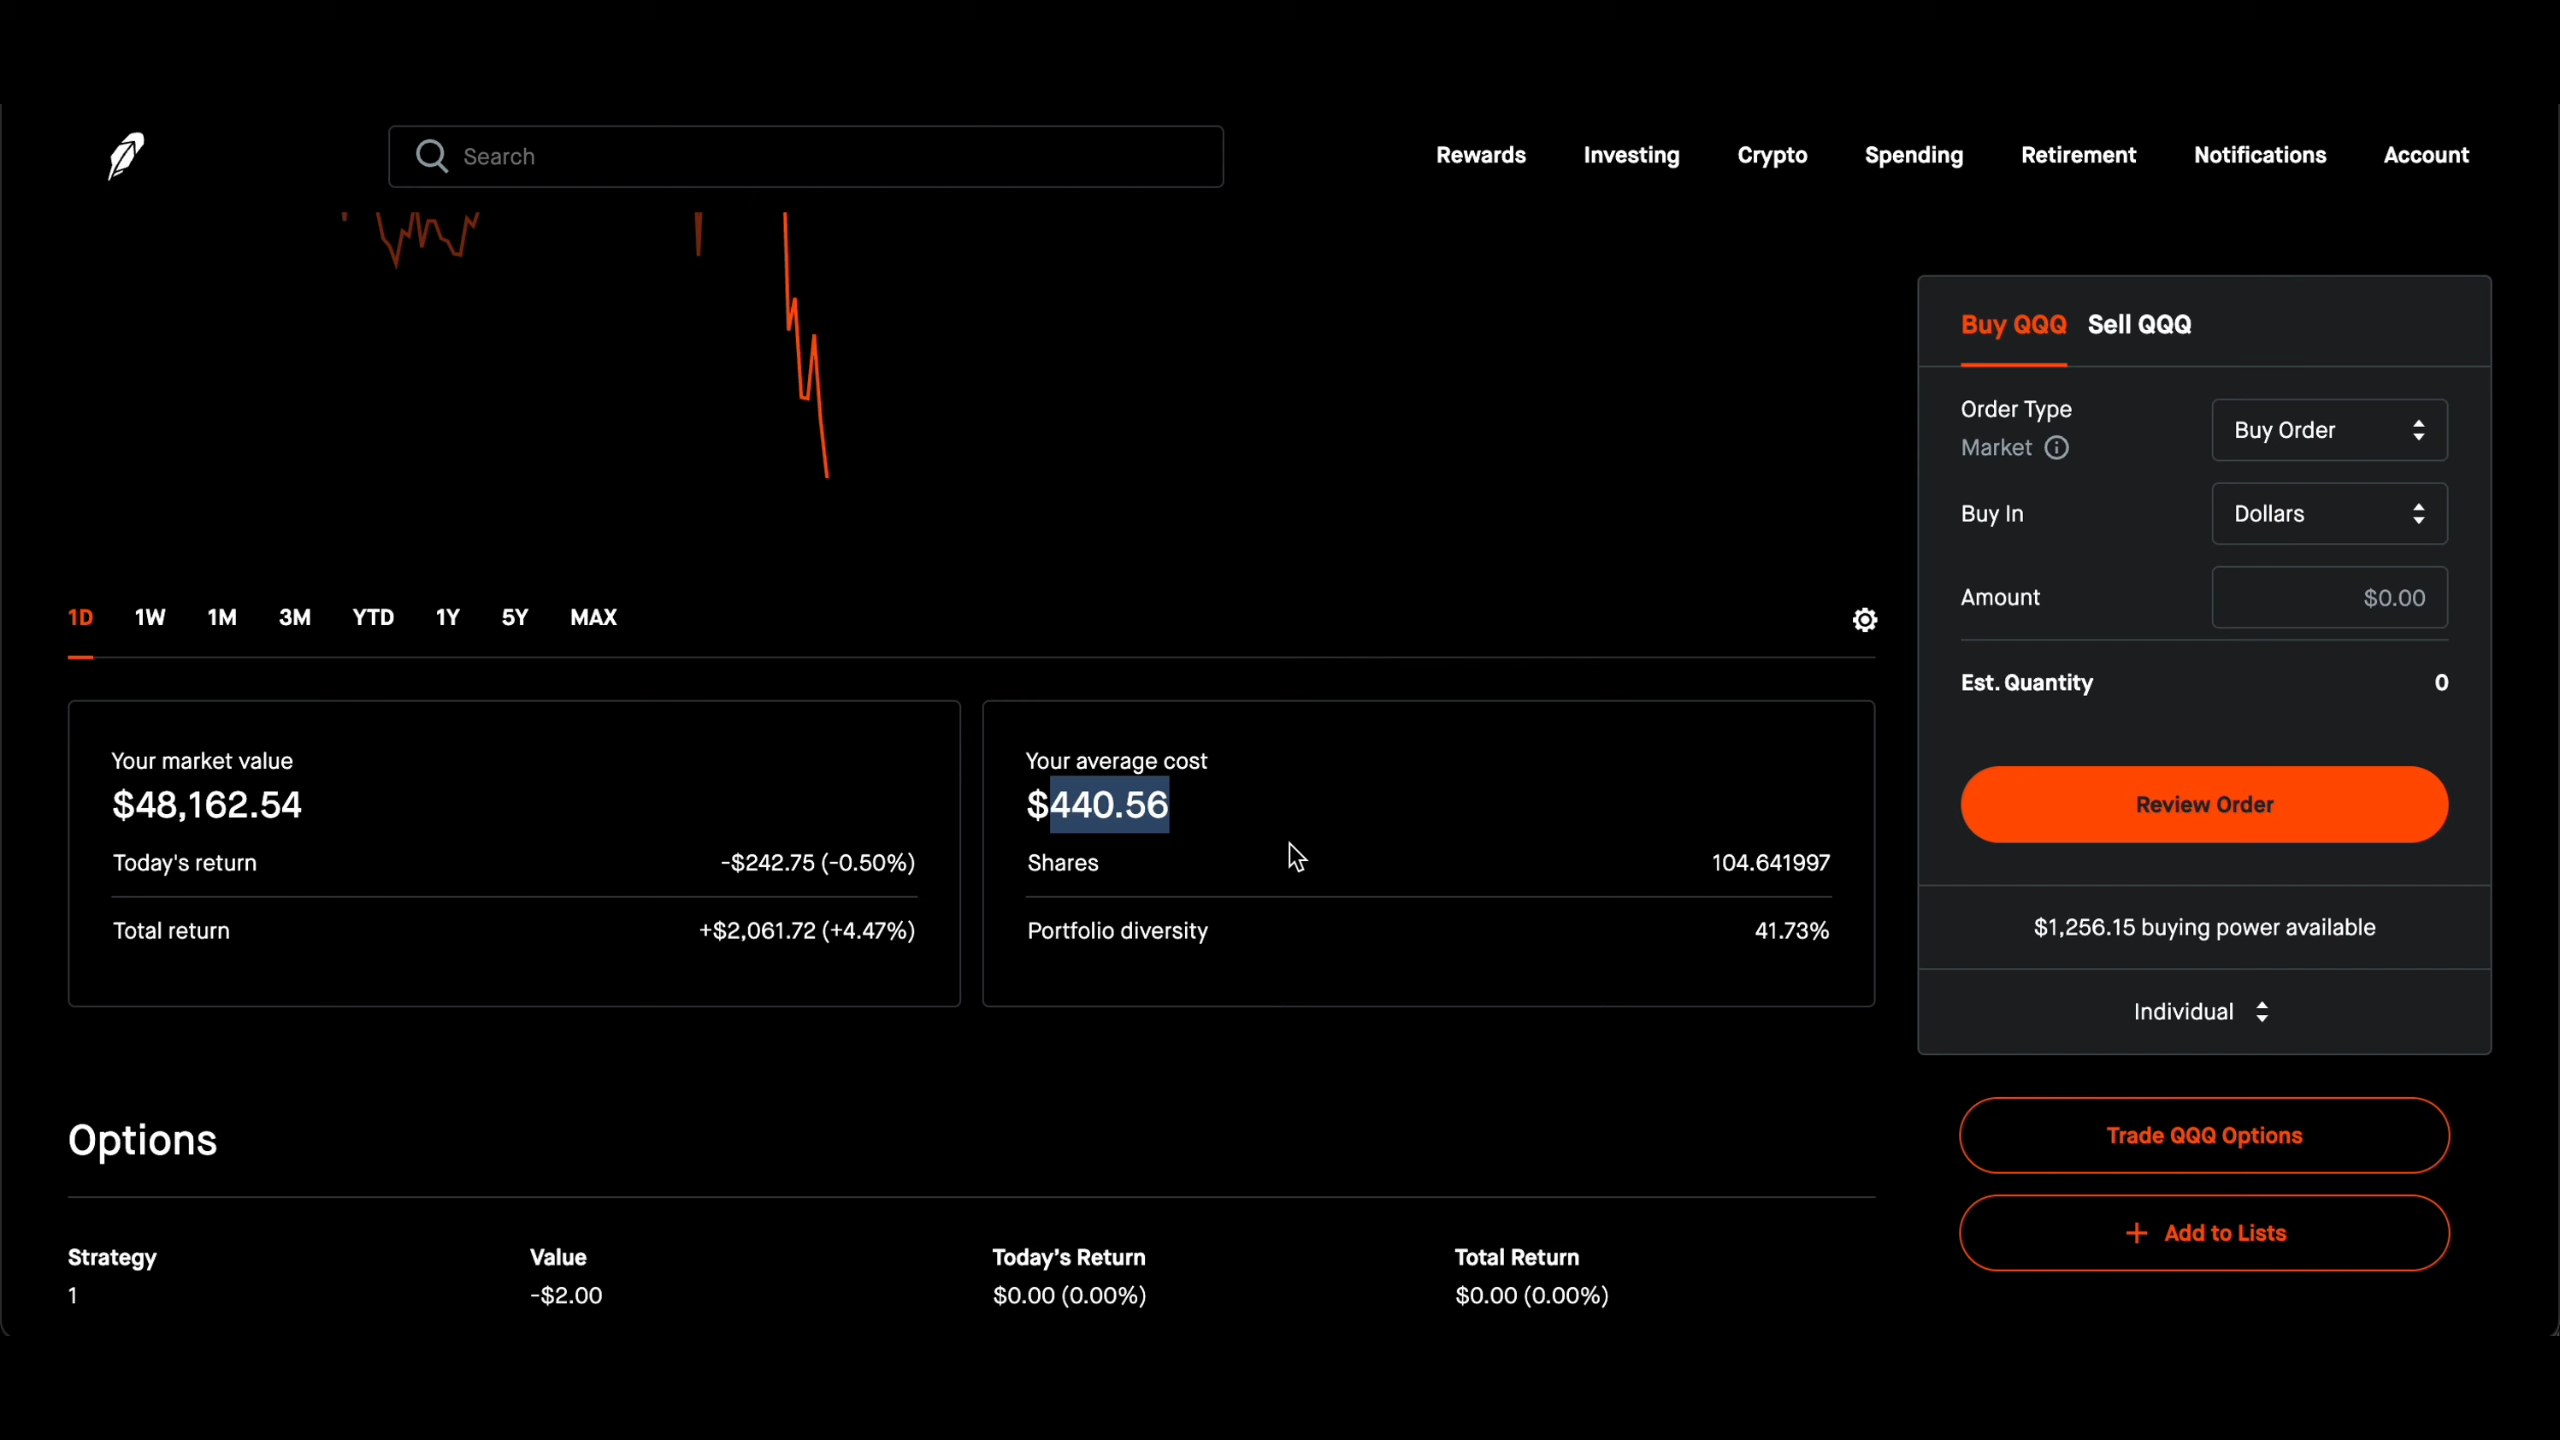 Search
Rewards Investing Crypto Spending Retirement Notifications Account
Buy QQQ Sell QQQ
Order Type
Market
Buy Order
Buy In Dollars
Amount $0.00
Est. Quantity 0
Review Order
$1,256.15 buying power available
Individual
Trade QQQ Options
+ Add to Lists
1D 1W 1M 3M YTD 1Y 5Y MAX
Your market value
$48,162.54
Today's return -$242.75 (-0.50%)
Total return +$2,061.72 (+4.47%)
Your average cost
$440.56
Shares 104.641997
Portfolio diversity 41.73%
Options
Strategy Value Today's Return Total Return
1 -$2.00 $0.00 (0.00%) $0.00 (0.00%)